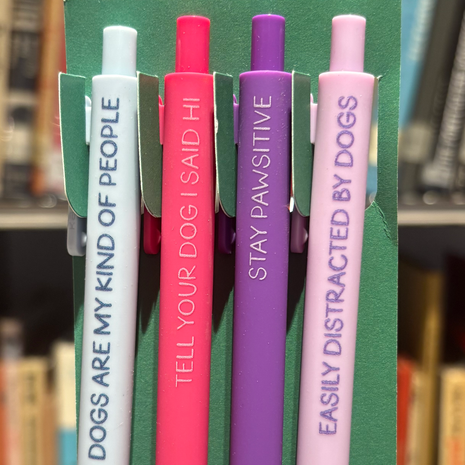 DOGS ARE MY KIND OF PEOPLE
TELL YOUR DOG I SAID HI
STAY PAWSITIVE
EASILY DISTRACTED BY DOGS